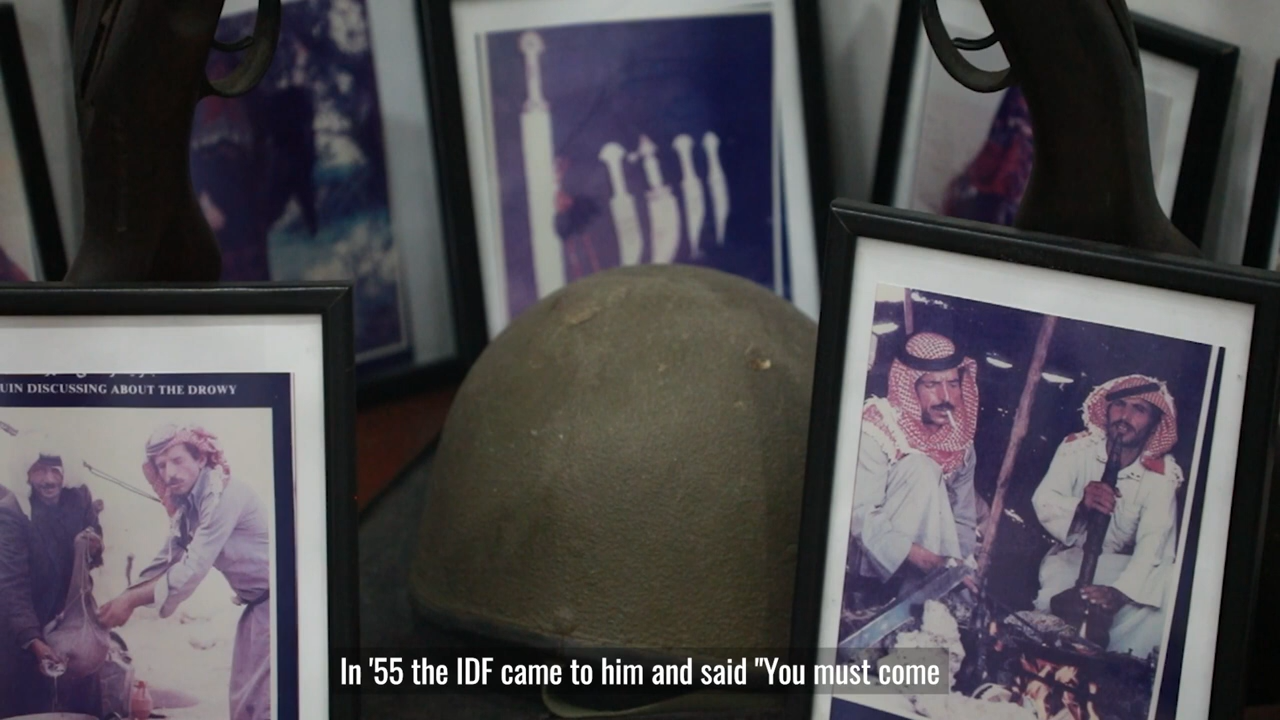 UIN DISCUSSING ABOUT THE DROWY
In '55 the IDF came to him and said "You must come